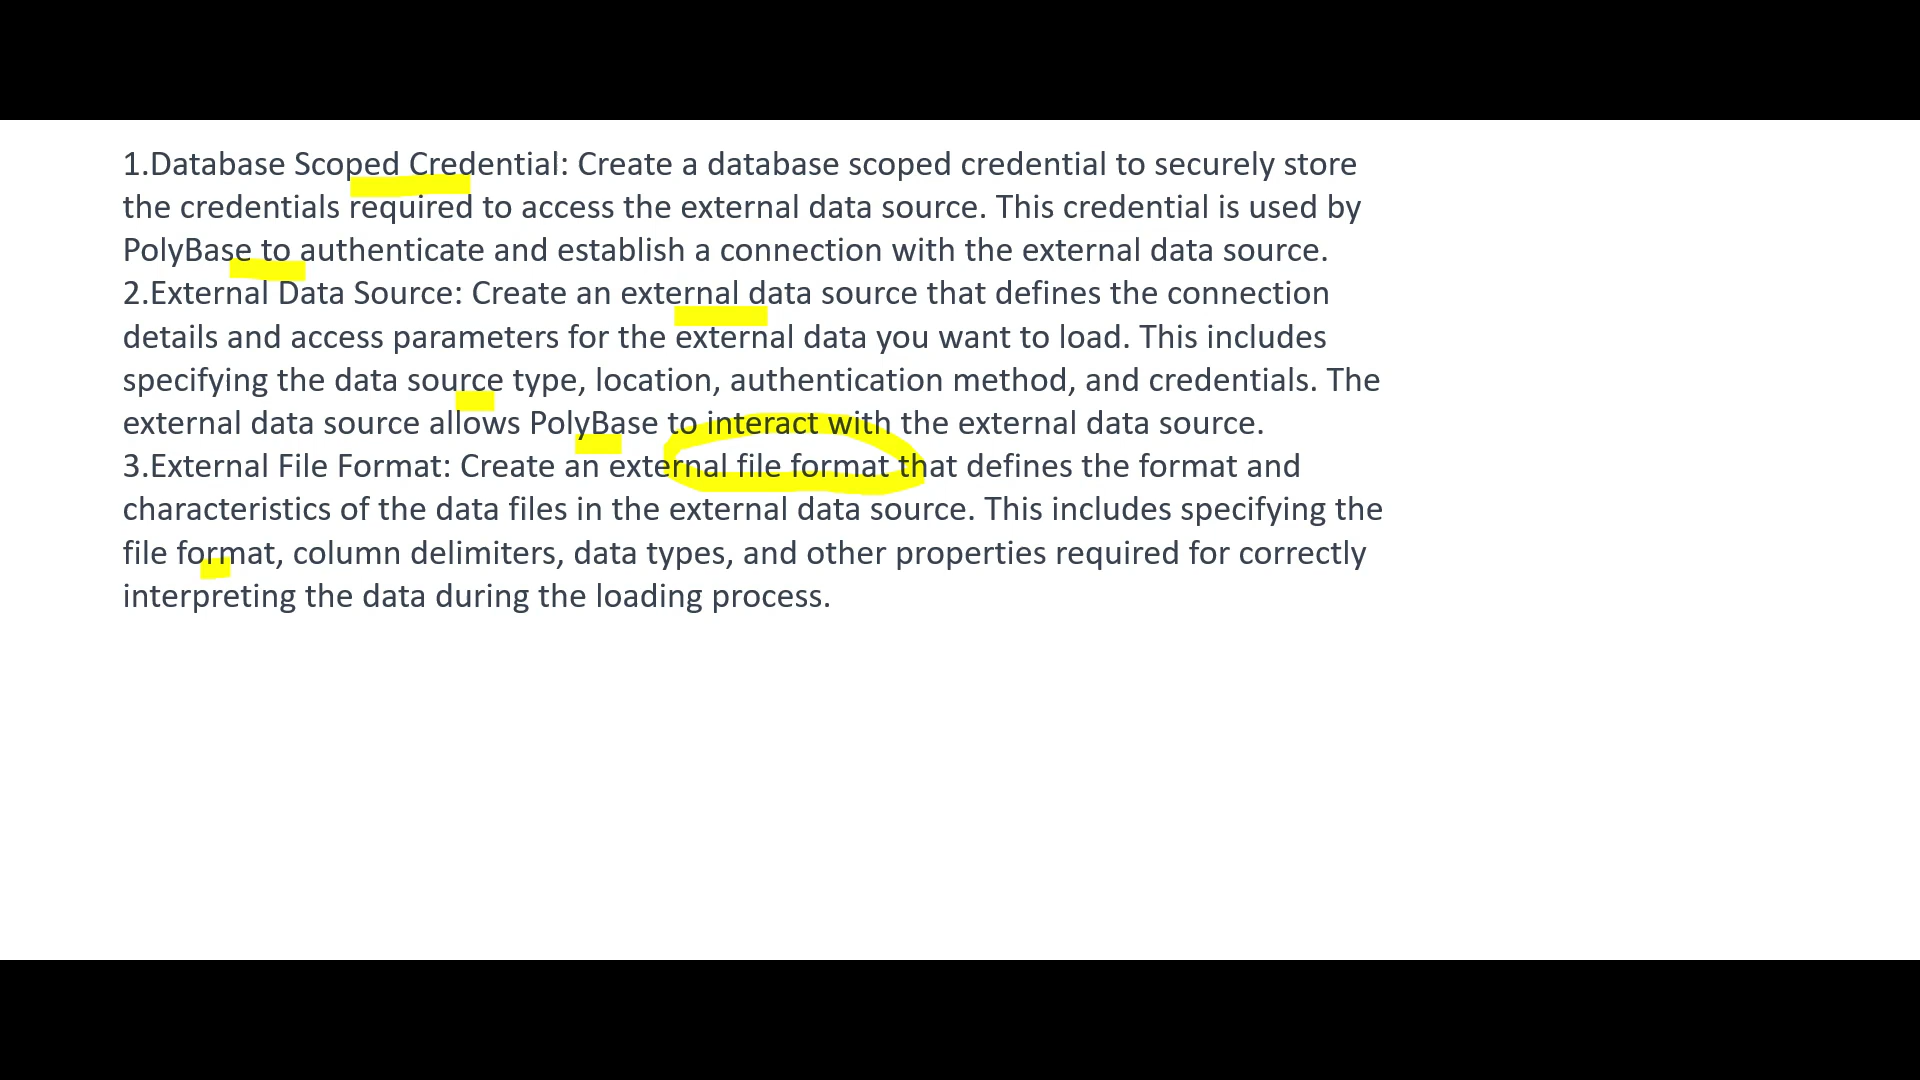 1.Database Scoped Credential: Create a database scoped credential to securely store
the credentials required to access the external data source. This credential is used by
PolyBase to authenticate and establish a connection with the external data source.
2.External Data Source: Create an external data source that defines the connection
details and access parameters for the external data you want to load. This includes
specifying the data source type, location, authentication method, and credentials. The
external data source allows PolyBase to interact with the external data source.
3.External File Format: Create an external file format that defines the format and
characteristics of the data files in the external data source. This includes specifying the
file format, column delimiters, data types, and other properties required for correctly
interpreting the data during the loading process.